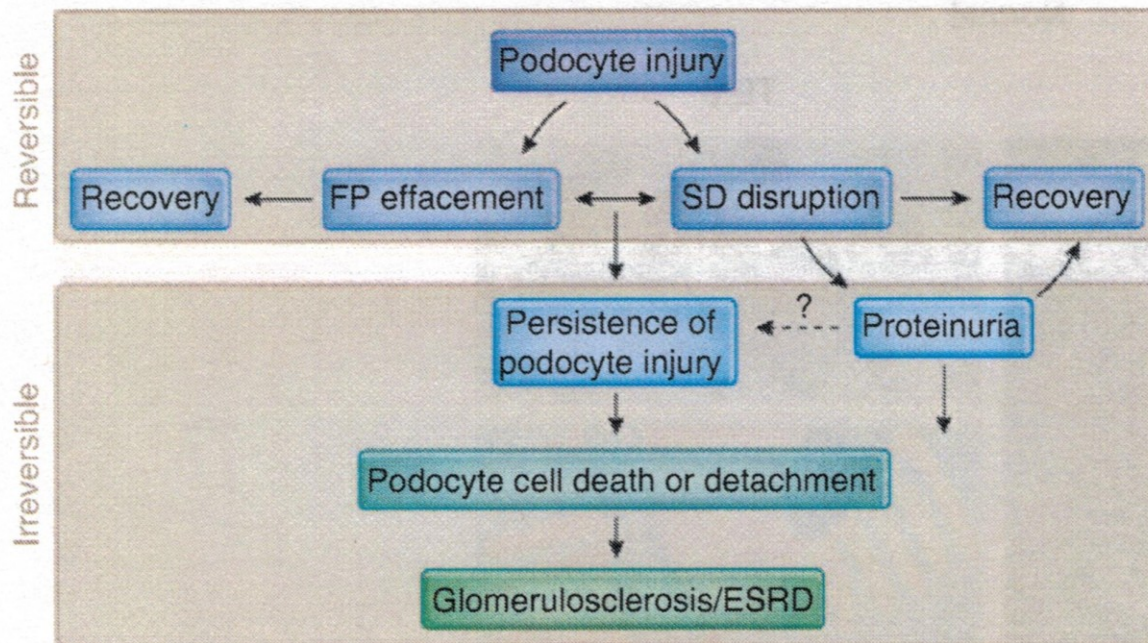 Reversible
Podocyte injury
Recovery
FP effacement
SD disruption
Recovery
Irreversible
Persistence of
podocyte injury
?
Proteinuria
Podocyte cell death or detachment
Glomerulosclerosis/ESRD